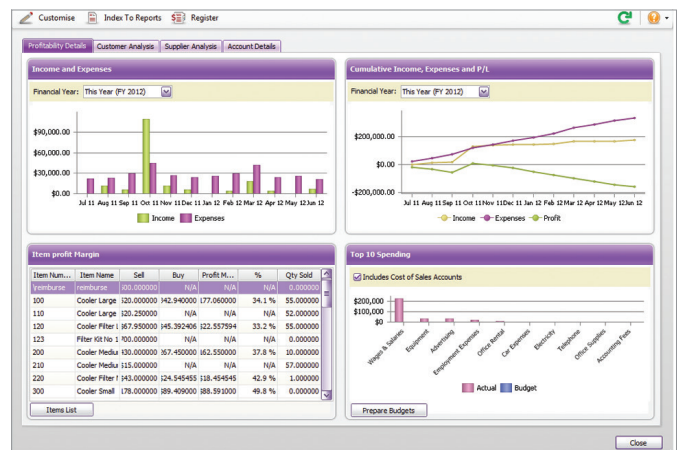 Customise Index To Reports Register
Profitability Details Customer Analysis Supplier Analysis Account Details
Income and Expenses
Financial Year: This Year (FY 2012)
$90,000.00
$60,000.00
$30,000.00
$0.00
Jul 11 Aug 11 Sep 11 Oct 11 Nov 11 Dec 11 Jan 12 Feb 12 Mar 12 Apr 12 May 12 Jun 12
Income Expenses
Cumulative Income, Expenses and P/L
Financial Year: This Year (FY 2012)
$200,000.00
$0.00
-$200,000.00
Jul 11 Aug 11 Sep 11 Oct 11 Nov 11 Dec 11 Jan 12 Feb 12 Mar 12 Apr 12 May 12 Jun 12
Income Expenses Profit
Item profit Margin
Item Num... Item Name Sell Buy Profit M... % Qty Sold
\reimburse reimburse N/A N/A 0.000000
100 Cooler Large 34.1 % 55.000000
110 Cooler Large N/A N/A 52.000000
120 Cooler Filter 33.2 % 55.000000
123 Filter Kit No 1 N/A N/A 0.000000
200 Cooler Mediu 37.8 % 10.000000
210 Cooler Mediu N/A N/A 57.000000
220 Cooler Filter 42.9 % 1.000000
300 Cooler Small 49.8 % 0.000000
Items List
Top 10 Spending
Includes Cost of Sales Accounts
$200,000
$100,000
$0
Wages & Salaries Equipment Advertising Employment Expenses Office Rental Car Expenses Electricity Telephone Office Supplies Accounting Fees
Actual Budget
Prepare Budgets
Close